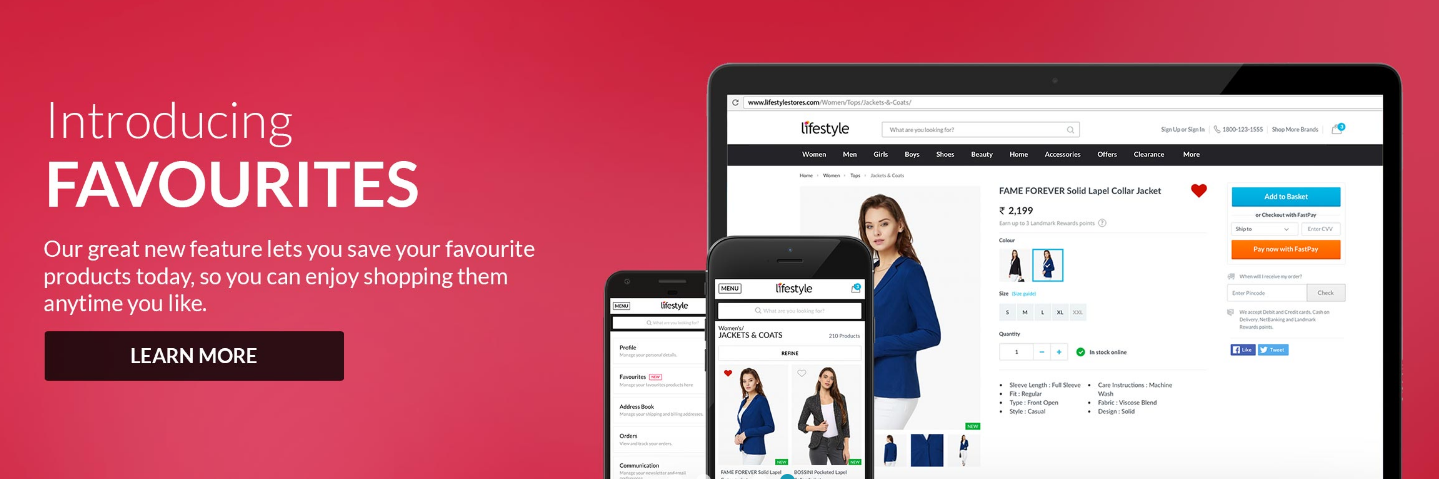 Introducing
FAVOURITES
Our great new feature lets you save your favourite
products today, so you can enjoy shopping them
anytime you like.
LEARN MORE
MENU
lifestyle
What are you looking for?
Profile
Manage your personal details.
Favourites NEW
Manage your favourites products here
Address Book
Manage your shipping and billing addresses.
Orders
View and track your orders.
Communication
Manage your newsletter and email
MENU
lifestyle
3
What are you looking for?
Women's/
JACKETS & COATS
210 Products
REFINE
NEW
NEW
FAME FOREVER Solid Lapel
BOSSINI Pocketed Lapel
www.lifestylestores.com/Women/Tops/Jackets-&-Coats/
lifestyle
What are you looking for?
Sign Up or Sign In
1800-123-1555
Shop More Brands
3
Women Men Girls Boys Shoes Beauty Home Accessories Offers Clearance More
Home > Women > Tops > Jackets & Coats
NEW
FAME FOREVER Solid Lapel Collar Jacket
₹ 2,199
Earn up to 3 Landmark Rewards points ?
Colour
Size (Size guide)
S M L XL XXL
Quantity
1 − +
In stock online
Sleeve Length : Full Sleeve
Fit : Regular
Type : Front Open
Style : Casual
Care Instructions : Machine
Wash
Fabric : Viscose Blend
Design : Solid
Add to Basket
or Checkout with FastPay
Ship to
Enter CVV
Pay now with FastPay
When will I receive my order?
Enter Pincode
Check
We accept Debit and Credit cards, Cash on
Delivery, NetBanking and Landmark
Rewards points.
Like
Tweet